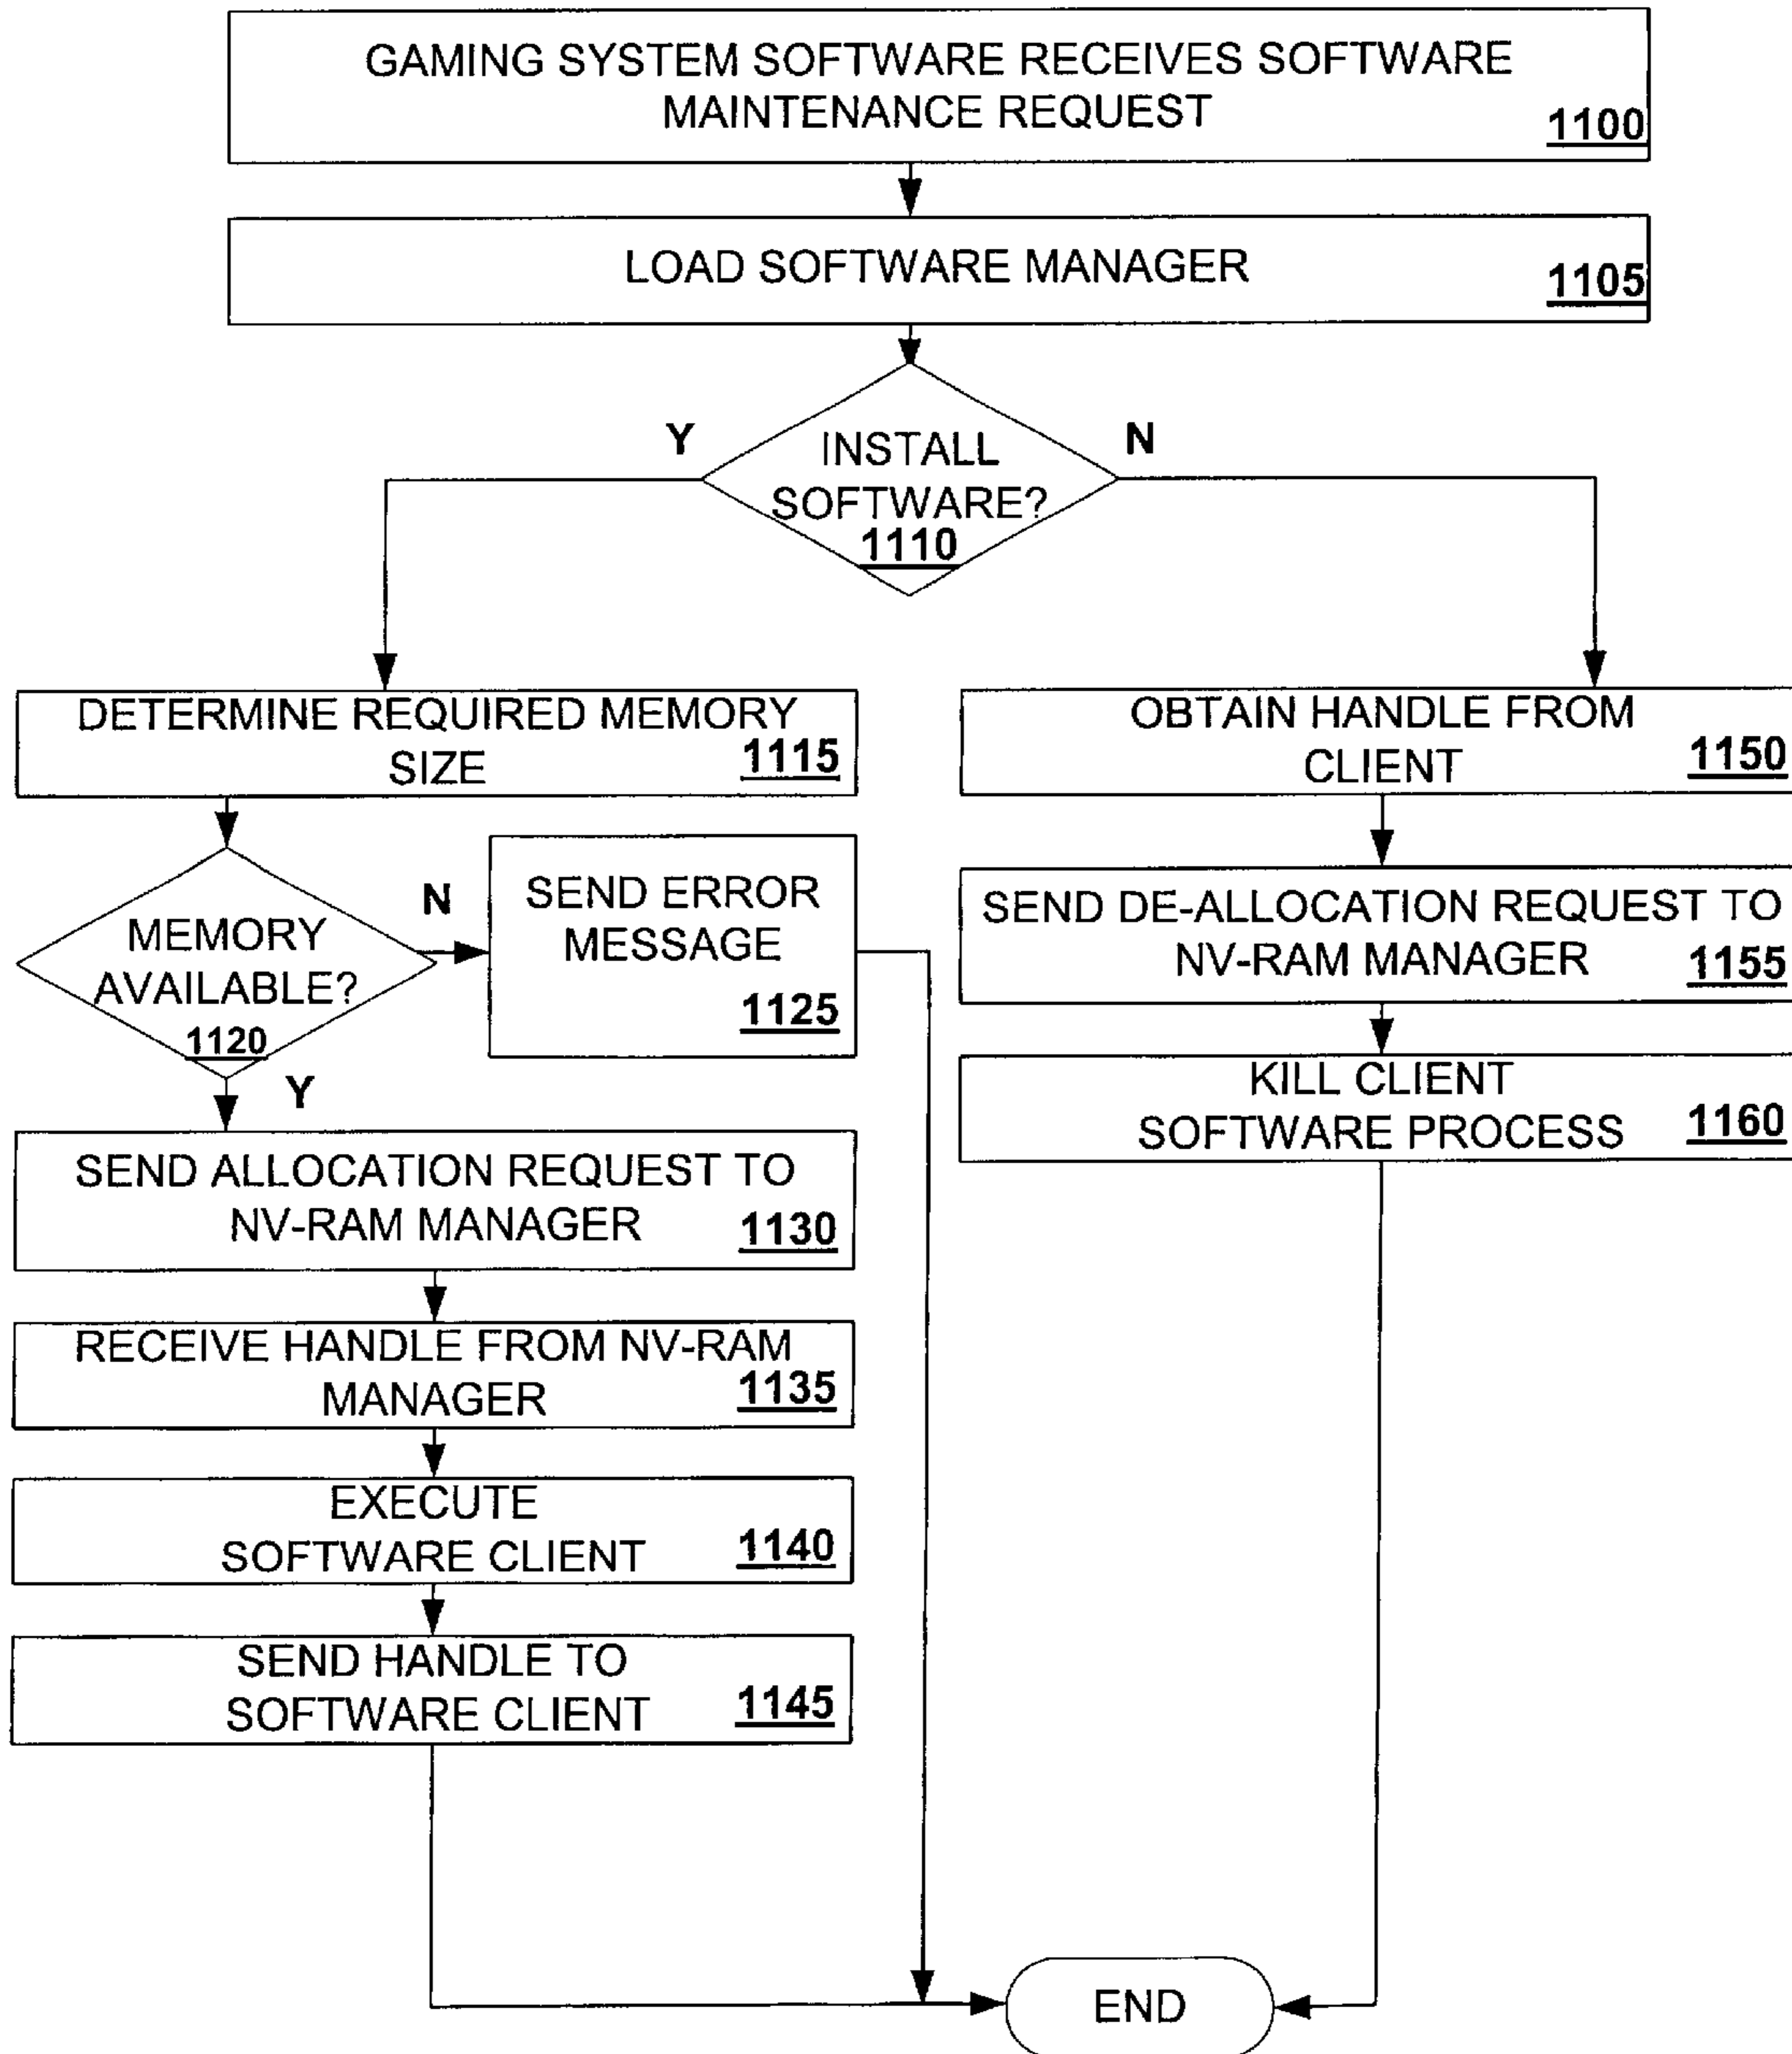 GAMING SYSTEM SOFTWARE RECEIVES SOFTWARE
MAINTENANCE REQUEST
1100
LOAD SOFTWARE MANAGER
1105
Y
INSTALL
SOFTWARE?
1110
N
DETERMINE REQUIRED MEMORY
SIZE
1115
MEMORY
AVAILABLE?
1120
N
SEND ERROR
MESSAGE
1125
Y
SEND ALLOCATION REQUEST TO
NV-RAM MANAGER
1130
RECEIVE HANDLE FROM NV-RAM
MANAGER
1135
EXECUTE
SOFTWARE CLIENT
1140
SEND HANDLE TO
SOFTWARE CLIENT
1145
OBTAIN HANDLE FROM
CLIENT
1150
SEND DE-ALLOCATION REQUEST TO
NV-RAM MANAGER
1155
KILL CLIENT
SOFTWARE PROCESS
1160
END